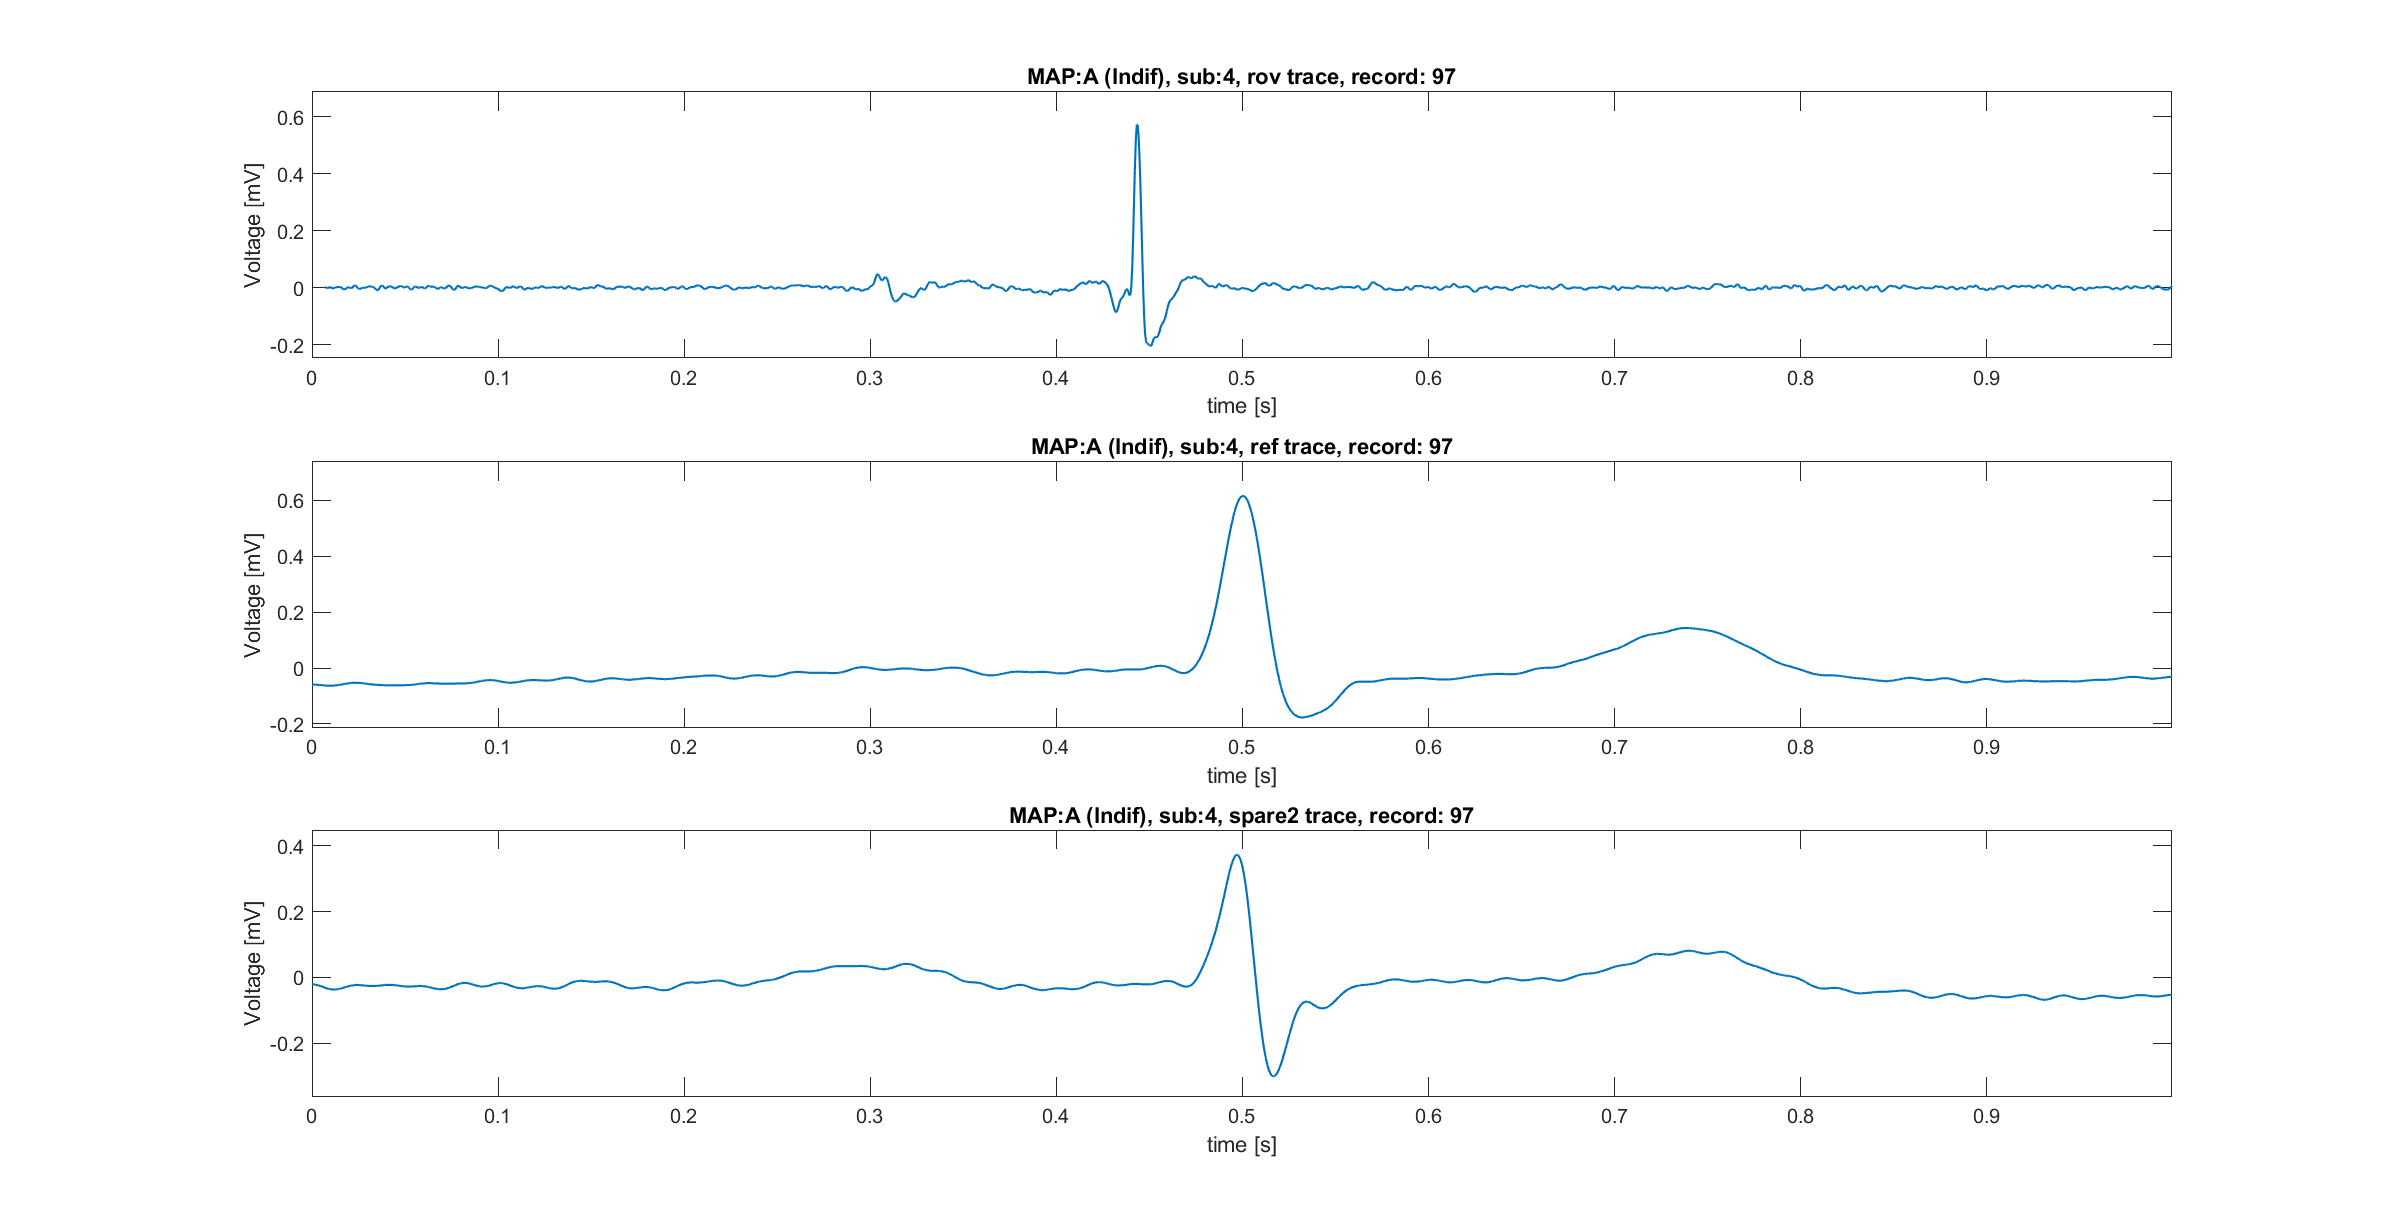 MAP:A (Indif), sub:4, rov trace, record: 97
Voltage [mV]
0.6
0.4
0.2
0
-0.2
0 0.1 0.2 0.3 0.4 0.5 0.6 0.7 0.8 0.9
time [s]
MAP:A (Indif), sub:4, ref trace, record: 97
Voltage [mV]
0.6
0.4
0.2
0
-0.2
0 0.1 0.2 0.3 0.4 0.5 0.6 0.7 0.8 0.9
time [s]
MAP:A (Indif), sub:4, spare2 trace, record: 97
Voltage [mV]
0.4
0.2
0
-0.2
0 0.1 0.2 0.3 0.4 0.5 0.6 0.7 0.8 0.9
time [s]